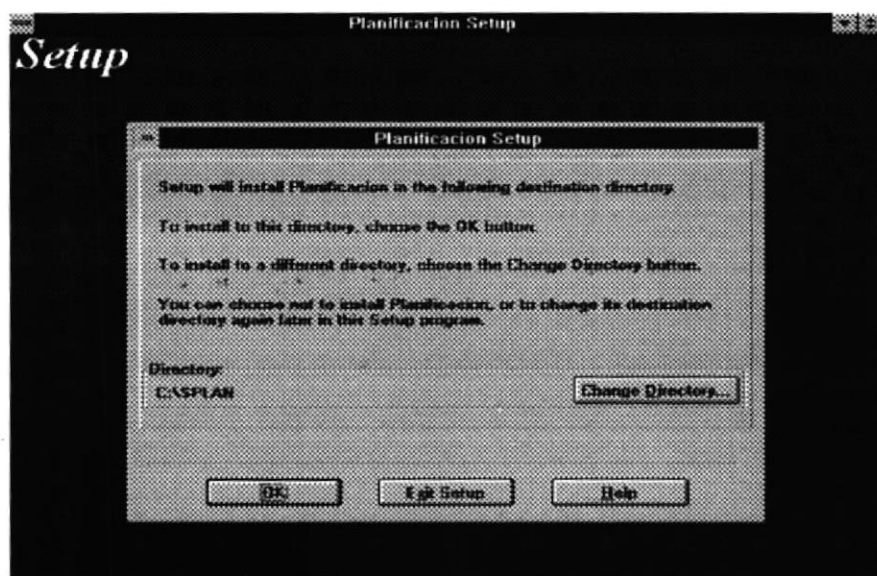 Planificacion Setup
Setup
Planificacion Setup
Setup will install Planificacion in the following destination directory.
To install to this directory, choose the OK button.
To install to a different directory, choose the Change Directory button.
You can choose not to install Planificacion, or to change its destination
directory again later in this Setup program.
Directory:
C:\SPLAN
Change Directory...
OK
Exit Setup
Help